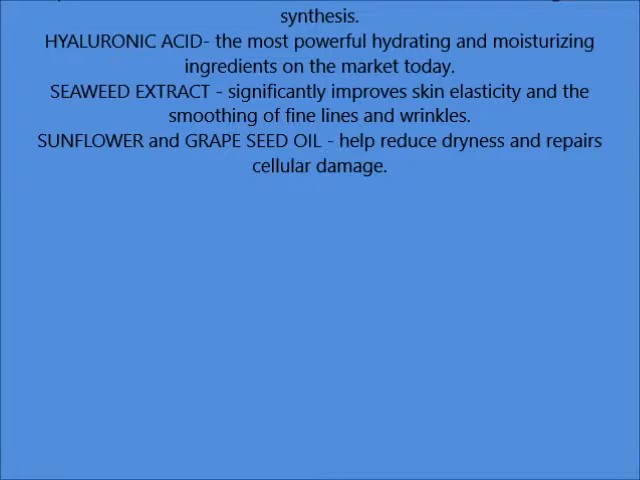 synthesis.
HYALURONIC ACID- the most powerful hydrating and moisturizing
ingredients on the market today.
SEAWEED EXTRACT - significantly improves skin elasticity and the
smoothing of fine lines and wrinkles.
SUNFLOWER and GRAPE SEED OIL - help reduce dryness and repairs
cellular damage.